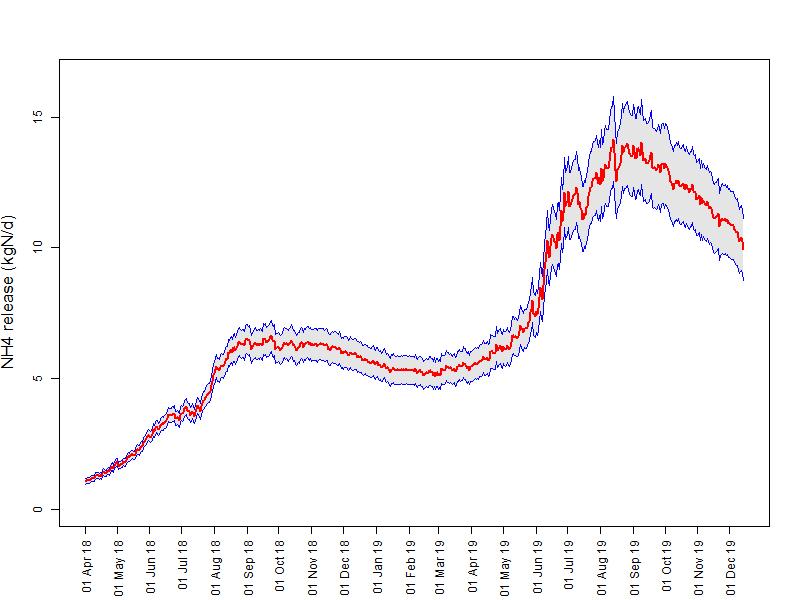 NH4 release (kgN/d)
15
10
5
0
01 Apr 18
01 May 18
01 Jun 18
01 Jul 18
01 Aug 18
01 Sep 18
01 Oct 18
01 Nov 18
01 Dec 18
01 Jan 19
01 Feb 19
01 Mar 19
01 Apr 19
01 May 19
01 Jun 19
01 Jul 19
01 Aug 19
01 Sep 19
01 Oct 19
01 Nov 19
01 Dec 19